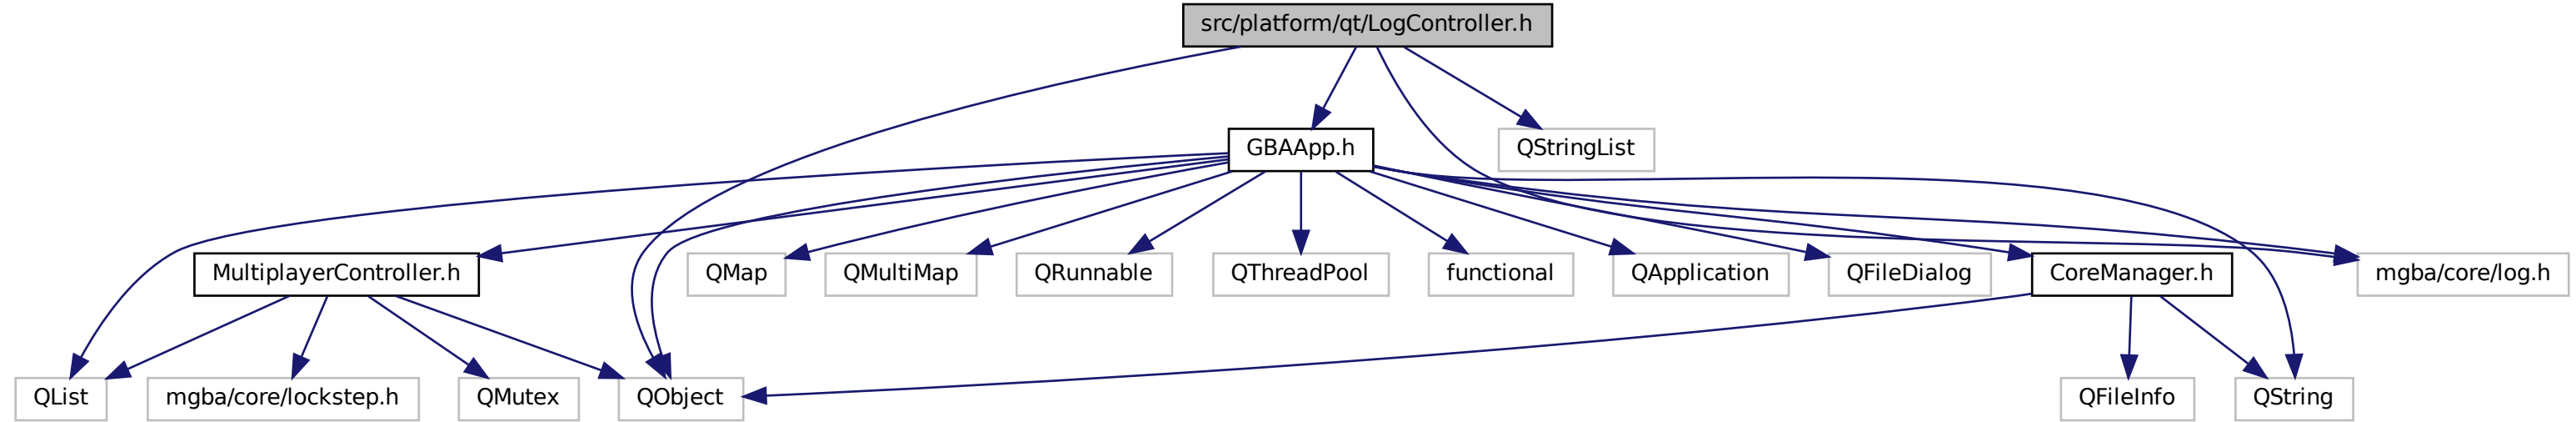 src/platform/qt/LogController.h
GBAApp.h
QStringList
MultiplayerController.h
QMap
QMultiMap
QRunnable
QThreadPool
functional
QApplication
QFileDialog
CoreManager.h
mgba/core/log.h
QList
mgba/core/lockstep.h
QMutex
QObject
QFileInfo
QString